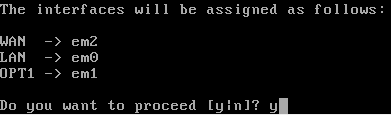 The interfaces will be assigned as follows:
WAN  -> em2
LAN  -> em0
OPT1 -> em1
Do you want to proceed [y|n]? y